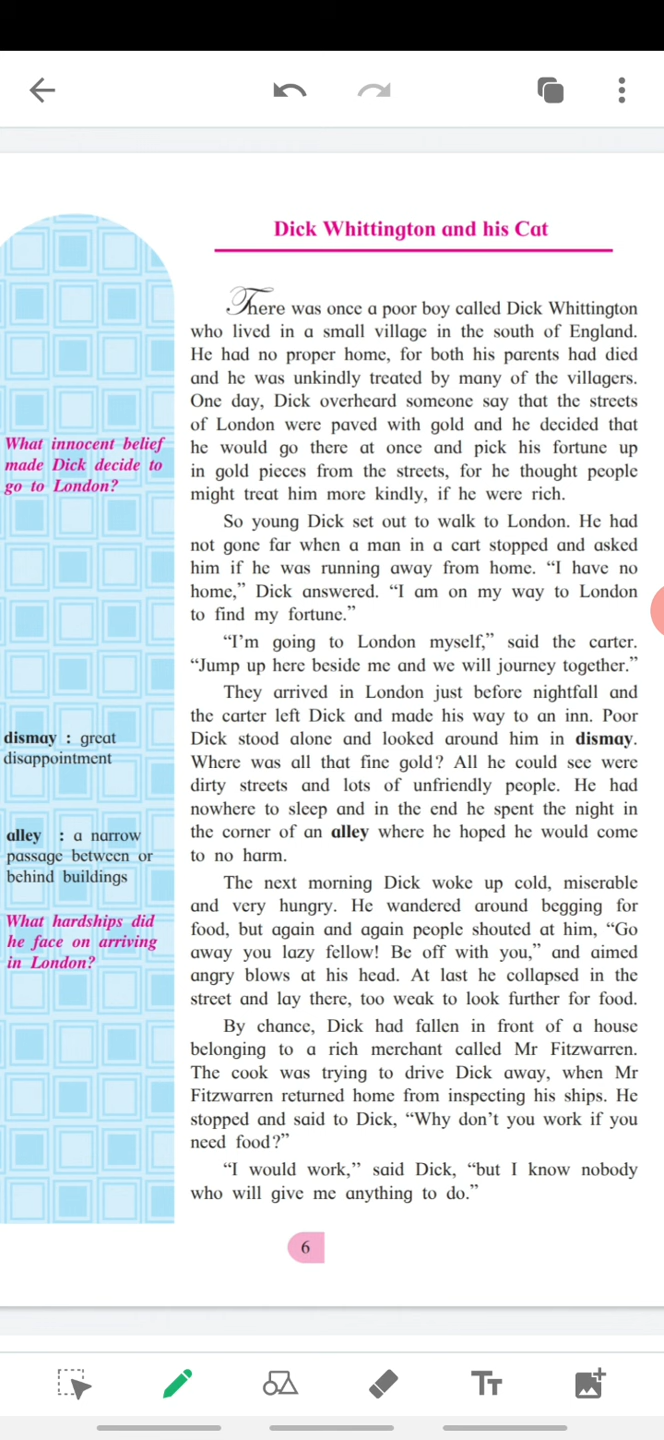 Dick Whittington and his Cat
There was once a poor boy called Dick Whittington
who lived in a small village in the south of England.
He had no proper home, for both his parents had died
and he was unkindly treated by many of the villagers.
One day, Dick overheard someone say that the streets
of London were paved with gold and he decided that
he would go there at once and pick his fortune up
in gold pieces from the streets, for he thought people
might treat him more kindly, if he were rich.
What innocent belief
made Dick decide to
go to London?
So young Dick set out to walk to London. He had
not gone far when a man in a cart stopped and asked
him if he was running away from home. “I have no
home,” Dick answered. “I am on my way to London
to find my fortune.”
“I’m going to London myself,” said the carter.
“Jump up here beside me and we will journey together.”
They arrived in London just before nightfall and
the carter left Dick and made his way to an inn. Poor
Dick stood alone and looked around him in dismay.
Where was all that fine gold? All he could see were
dirty streets and lots of unfriendly people. He had
nowhere to sleep and in the end he spent the night in
the corner of an alley where he hoped he would come
to no harm.
dismay : great
disappointment
alley : a narrow
passage between or
behind buildings
The next morning Dick woke up cold, miserable
and very hungry. He wandered around begging for
food, but again and again people shouted at him, “Go
away you lazy fellow! Be off with you,” and aimed
angry blows at his head. At last he collapsed in the
street and lay there, too weak to look further for food.
What hardships did
he face on arriving
in London?
By chance, Dick had fallen in front of a house
belonging to a rich merchant called Mr Fitzwarren.
The cook was trying to drive Dick away, when Mr
Fitzwarren returned home from inspecting his ships. He
stopped and said to Dick, “Why don’t you work if you
need food?”
“I would work,” said Dick, “but I know nobody
who will give me anything to do.”
6
TT